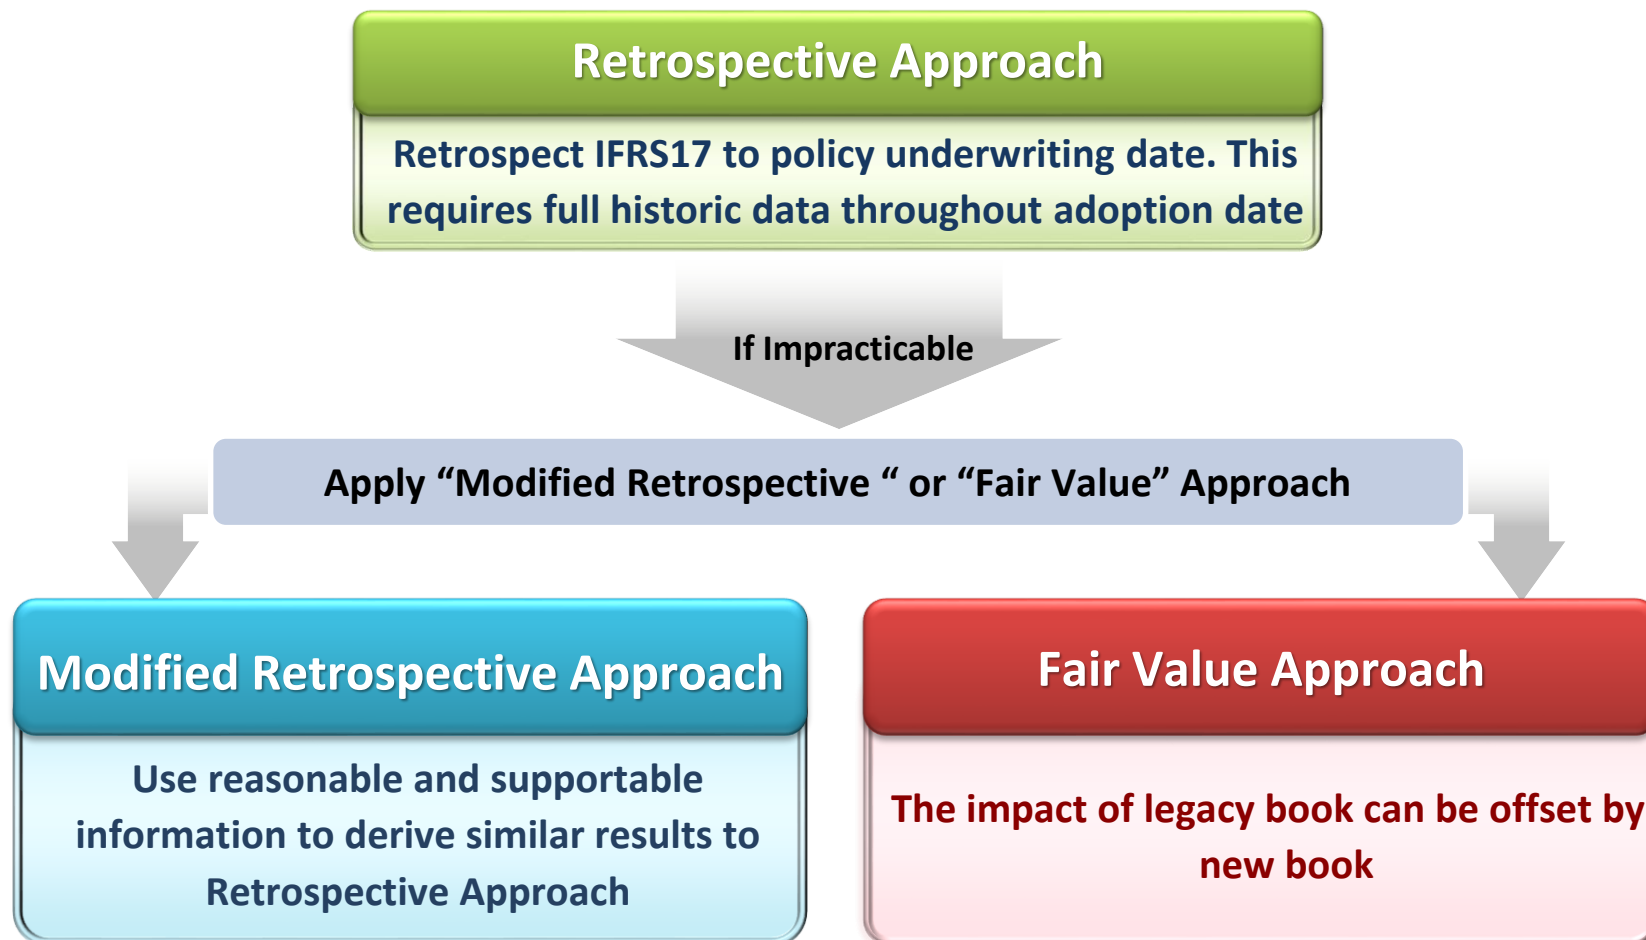 Retrospective Approach
Retrospect IFRS17 to policy underwriting date. This
requires full historic data throughout adoption date
If Impracticable
Apply “Modified Retrospective “ or “Fair Value” Approach
Modified Retrospective Approach
Use reasonable and supportable
information to derive similar results to
Retrospective Approach
Fair Value Approach
The impact of legacy book can be offset by
new book